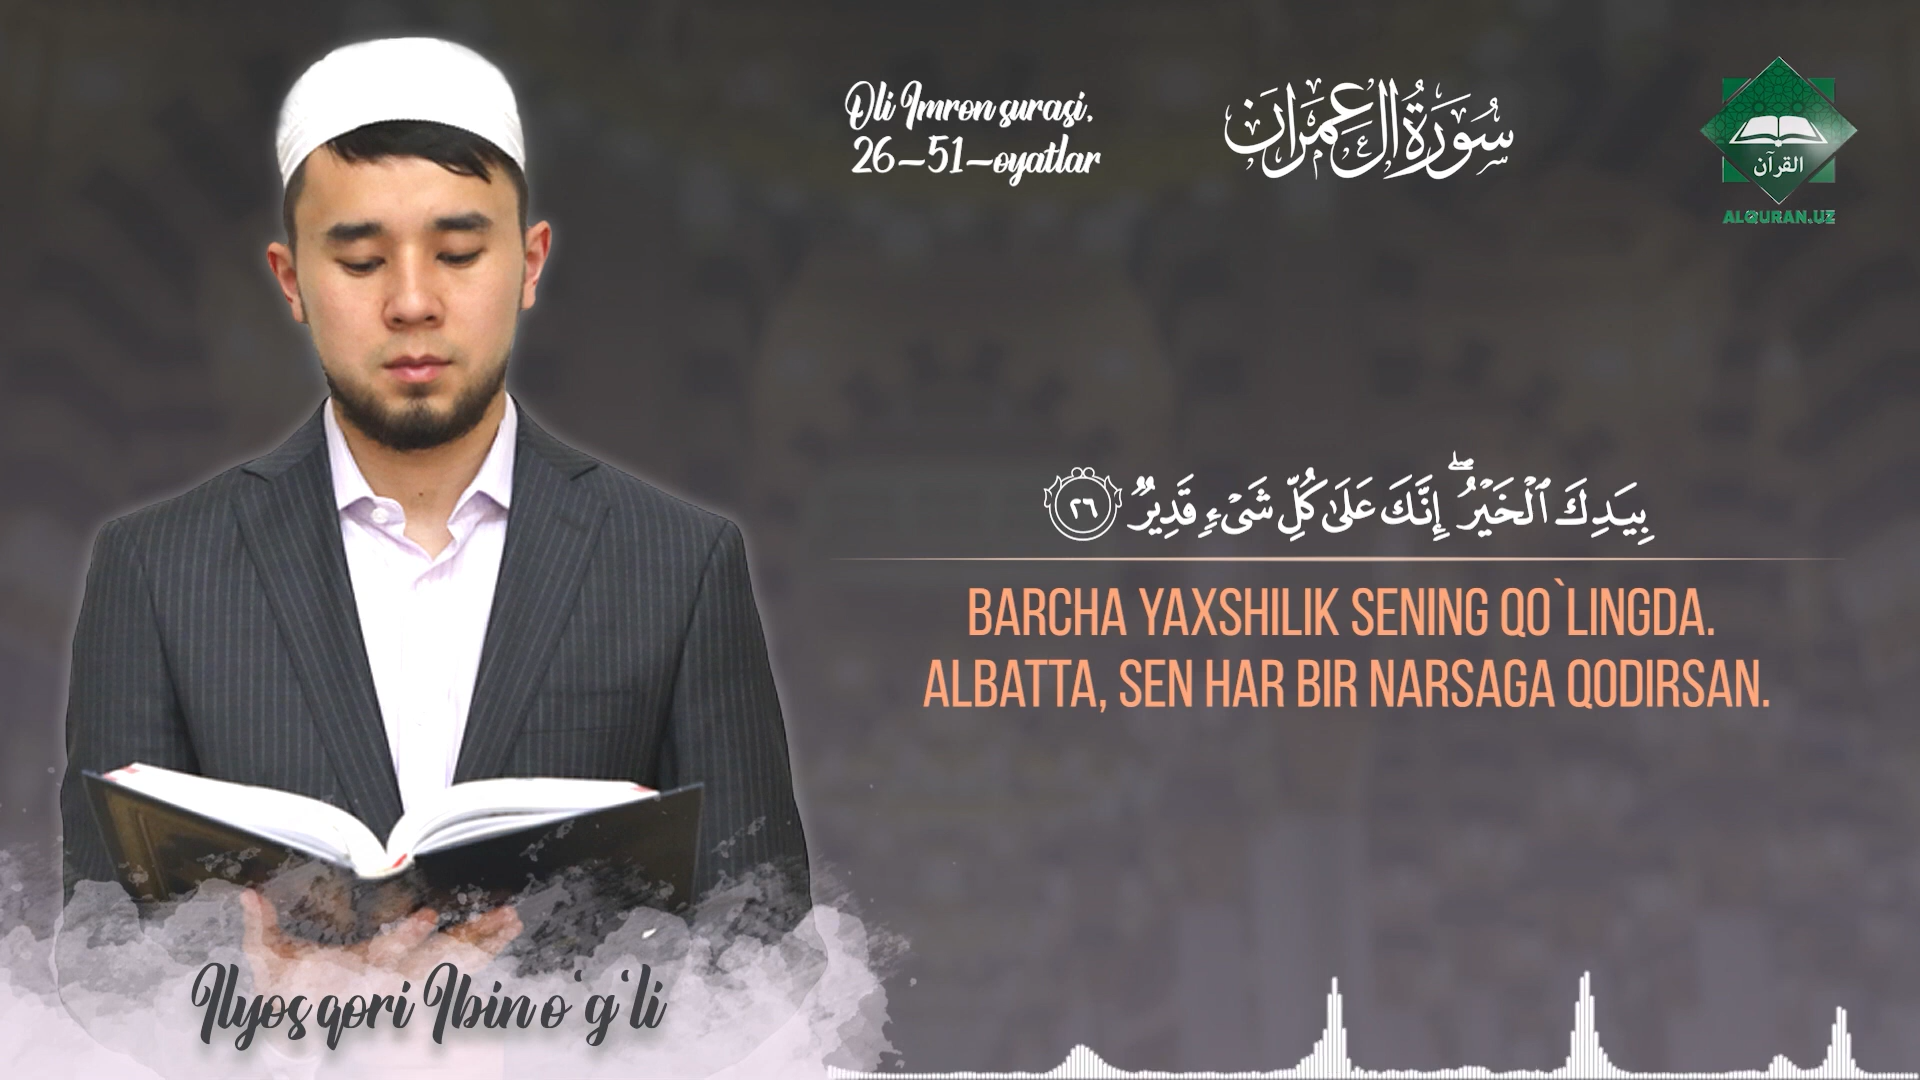 Oli Imron surasi,
26-51-oyatlar
سُورَةُ آلِ عِمْرَان
القرآن
ALQURAN.UZ
بِيَدِكَ ٱلْخَيْرُۖ إِنَّكَ عَلَىٰ كُلِّ شَىْءٍ قَدِيرٌ ٢٦
BARCHA YAXSHILIK SENING QO`LINGDA.
ALBATTA, SEN HAR BIR NARSAGA QODIRSAN.
Ilyos qori Ibin o‘g‘li